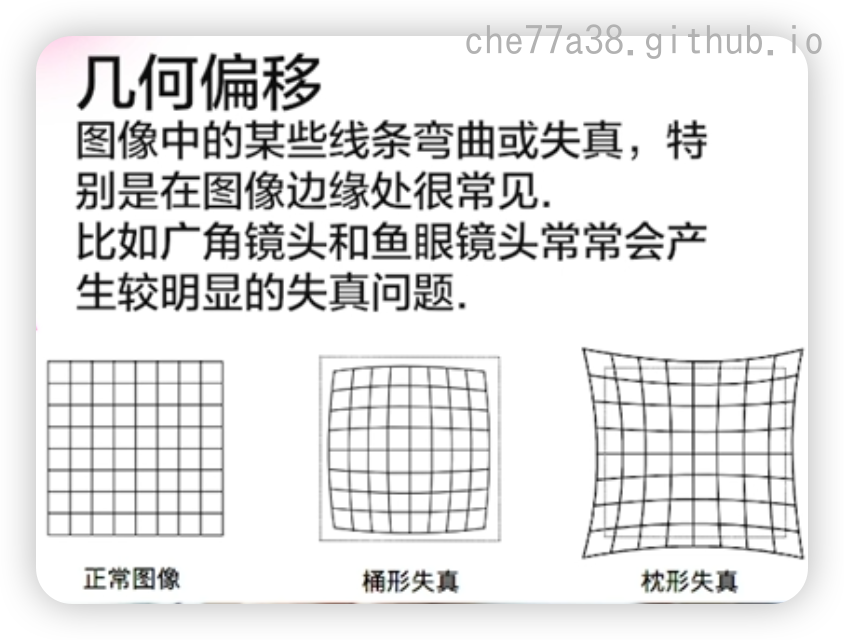 che77a38.github.io
几何偏移
图像中的某些线条弯曲或失真，特
别是在图像边缘处很常见.
比如广角镜头和鱼眼镜头常常会产
生较明显的失真问题.
正常图像
桶形失真
枕形失真